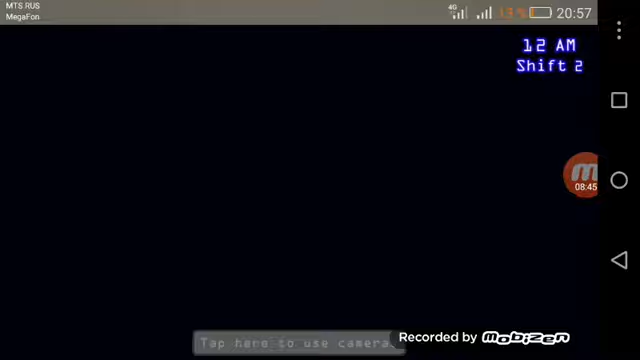 MTS.RUS
MegaFon
4G
13%
20:57
12 AM
Shift 2
08:45
Tap here to use camera
Recorded by Mobizen